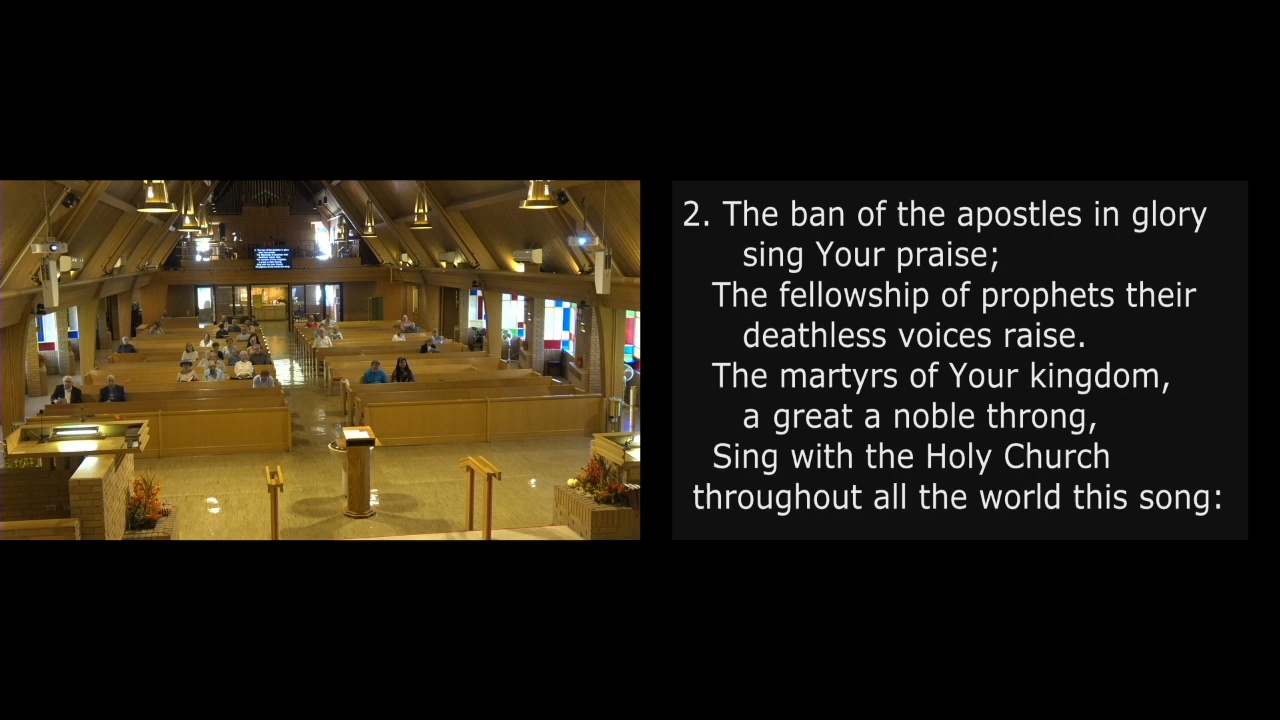 2. The ban of the apostles in glory
sing Your praise;
The fellowship of prophets their
deathless voices raise.
The martyrs of Your kingdom,
a great a noble throng,
Sing with the Holy Church
throughout all the world this song: